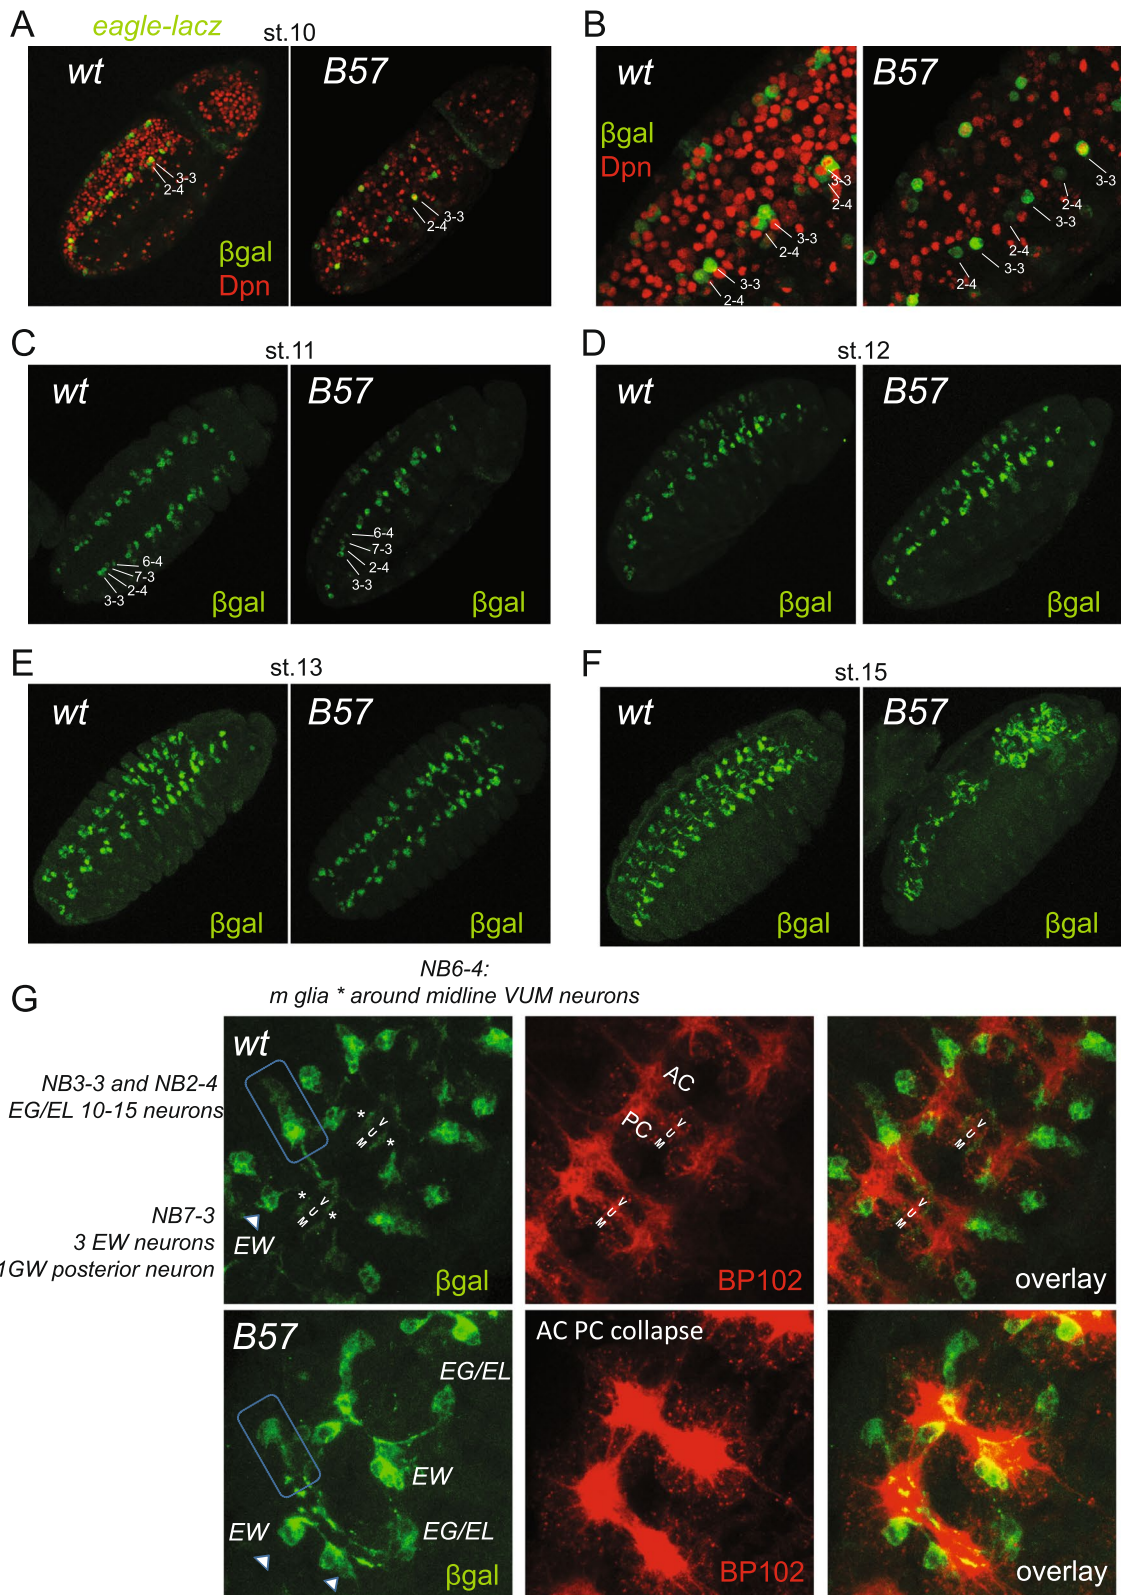 A
eagle-lacz
st.10
wt
B57
3-3
2-4
3-3
2-4
βgal
Dpn
B
wt
B57
βgal
Dpn
3-3
2-4
3-3
2-4
3-3
2-4
3-3
2-4
3-3
2-4
3-3
2-4
C
st.11
wt
B57
6-4
7-3
2-4
3-3
6-4
7-3
2-4
3-3
βgal
D
st.12
wt
B57
βgal
E
st.13
wt
B57
βgal
F
st.15
wt
B57
βgal
NB6-4:
G
m glia * around midline VUM neurons
wt
NB3-3 and NB2-4
EG/EL 10-15 neurons
*
V
U
M
*
*
V
U
M
*
NB7-3
3 EW neurons
1GW posterior neuron
EW
βgal
AC
PC
V
U
M
V
U
M
BP102
V
U
M
V
U
M
overlay
B57
EG/EL
EW
EW
EG/EL
βgal
AC PC collapse
BP102
overlay